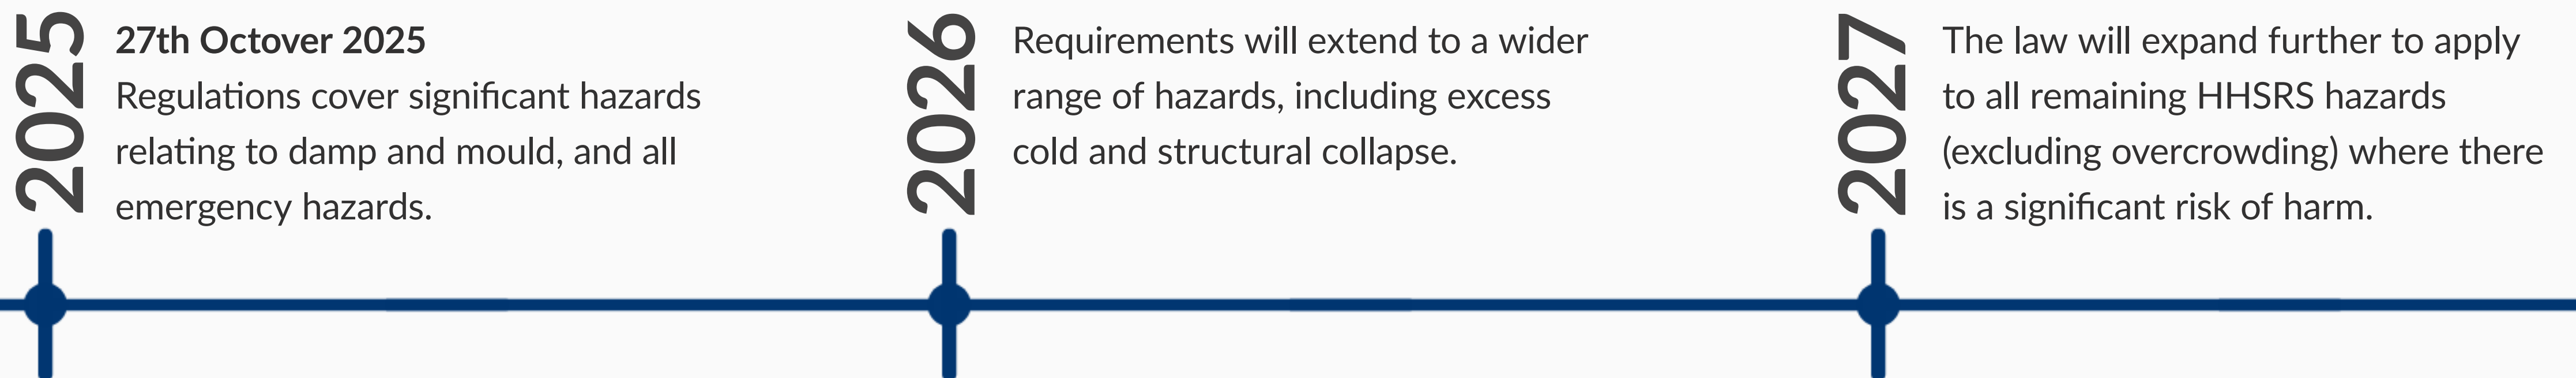 2025
27th Octover 2025
Regulations cover significant hazards
relating to damp and mould, and all
emergency hazards.
2026
Requirements will extend to a wider
range of hazards, including excess
cold and structural collapse.
2027
The law will expand further to apply
to all remaining HHSRS hazards
(excluding overcrowding) where there
is a significant risk of harm.